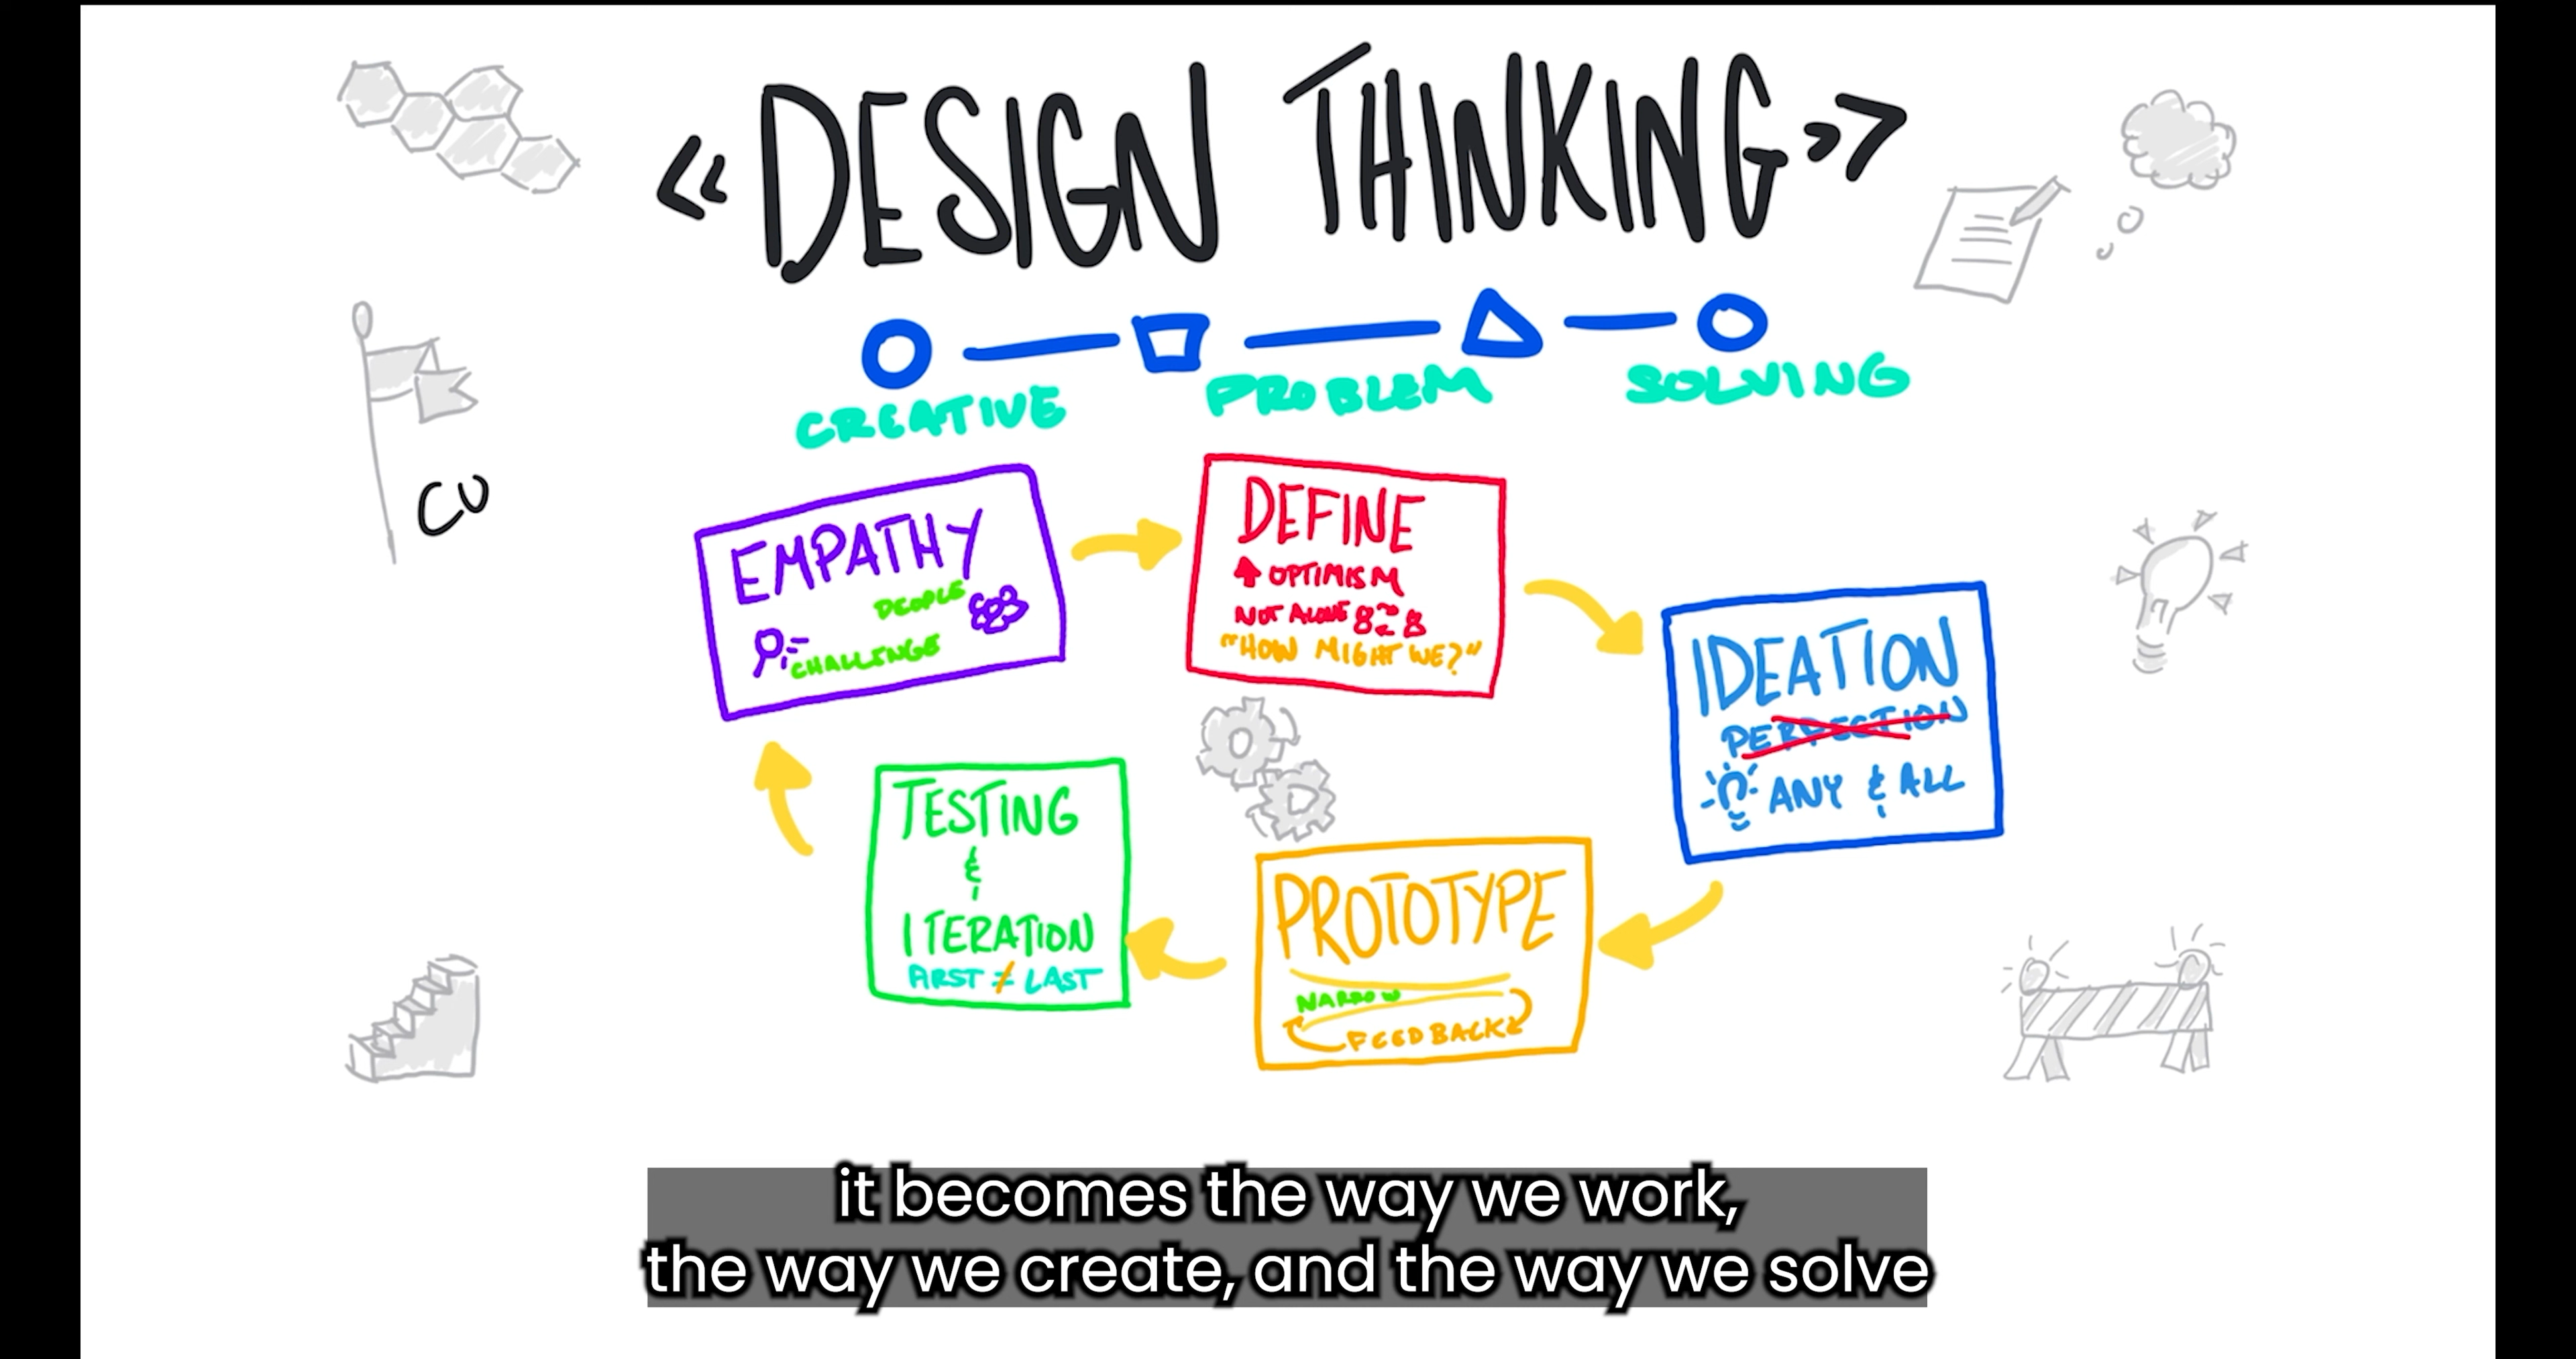 « DESIGN THINKING »
CREATIVE PROBLEM SOLVING
CU
EMPATHY
PEOPLE
CHALLENGE
DEFINE
OPTIMISM
NOT ALONE
"HOW MIGHT WE?"
IDEATION
PERFECTION
ANY & ALL
PROTOTYPE
NARROW
FEEDBACK
TESTING
&
ITERATION
FIRST ≠ LAST
it becomes the way we work,
the way we create, and the way we solve